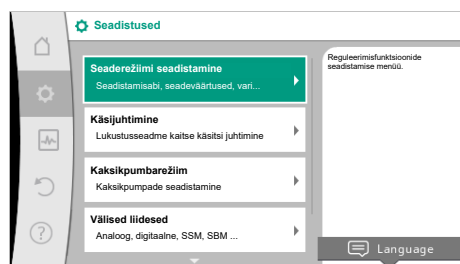 Seadistused
Seaderežiimi seadistamine
Seadistamisabi, seadeväärtused, vari...
Käsijuhtimine
Lukustusseadme kaitse käsitsi juhtimine
Kaksikpumbarežiim
Kaksikpumpade seadistamine
Välised liidesed
Analoog, digitaalne, SSM, SBM ...
Reguleerimisfunktsioonide
seadistamise menüü.
Language